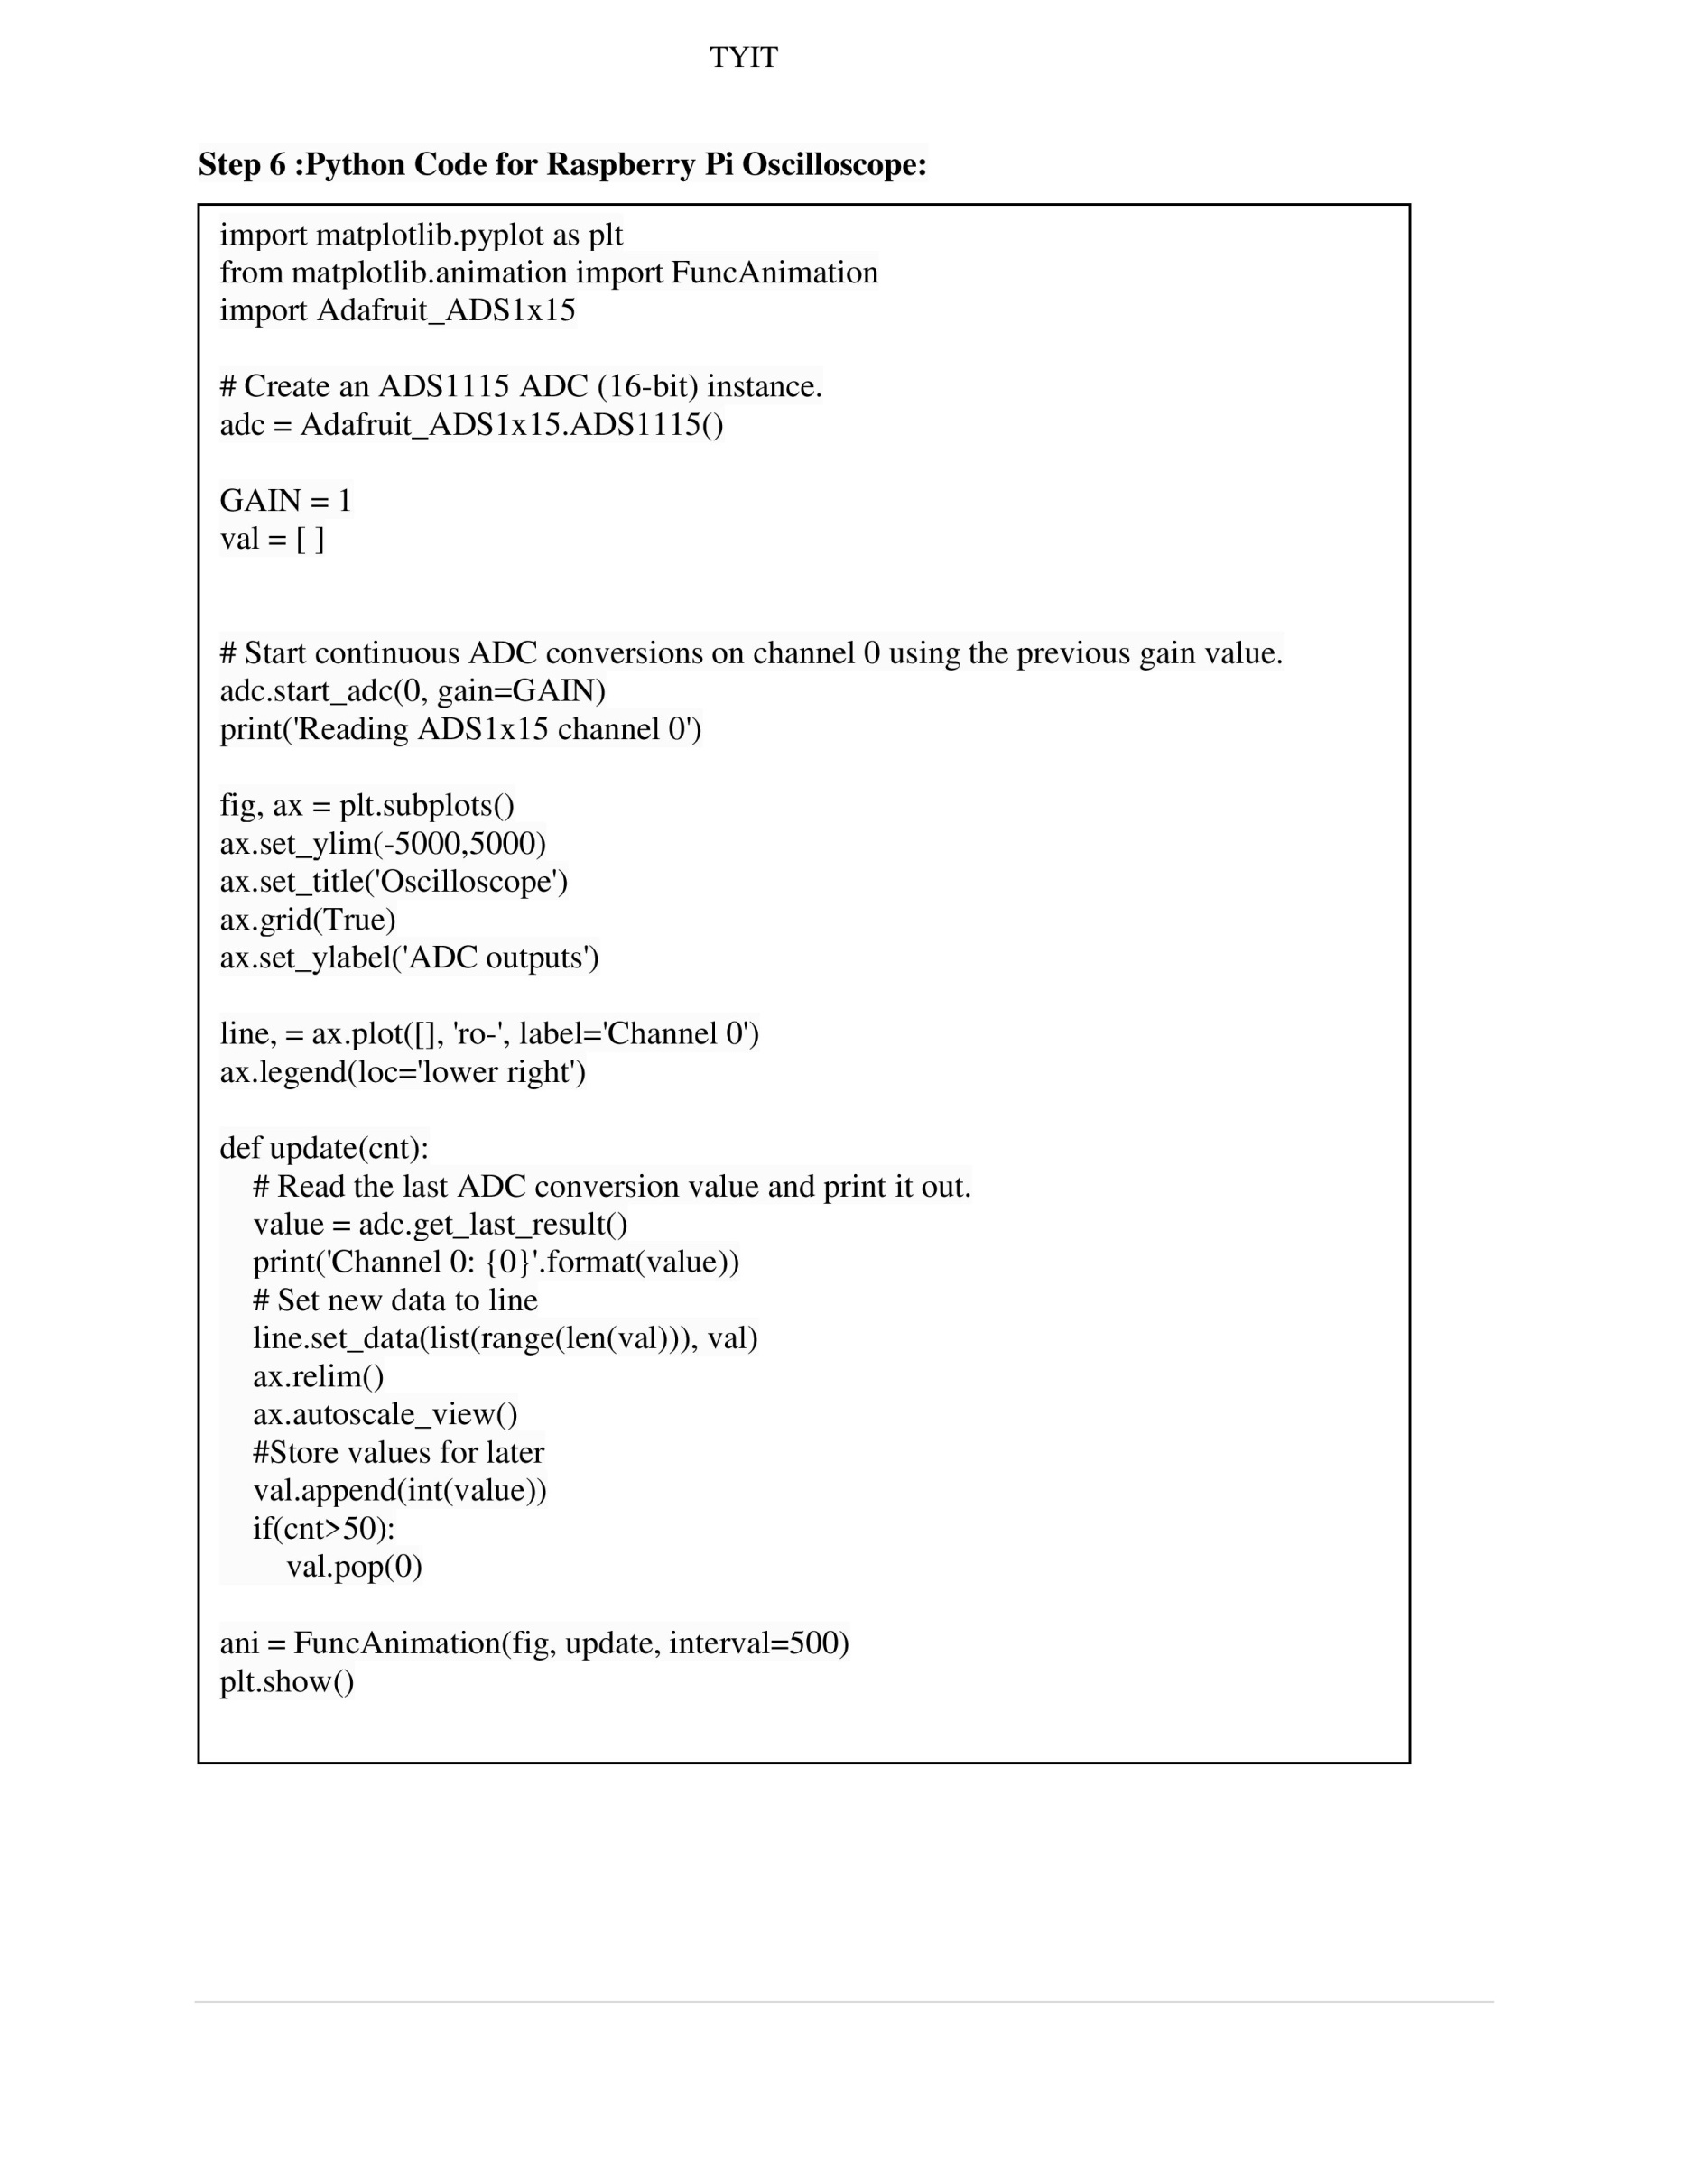 TYIT
Step 6 :Python Code for Raspberry Pi Oscilloscope:
import matplotlib.pyplot as plt
from matplotlib.animation import FuncAnimation
import Adafruit_ADS1x15
# Create an ADS1115 ADC (16-bit) instance.
adc = Adafruit_ADS1x15.ADS1115()
GAIN = 1
val = [ ]
# Start continuous ADC conversions on channel 0 using the previous gain value.
adc.start_adc(0, gain=GAIN)
print('Reading ADS1x15 channel 0')
fig, ax = plt.subplots()
ax.set_ylim(-5000,5000)
ax.set_title('Oscilloscope')
ax.grid(True)
ax.set_ylabel('ADC outputs')
line, = ax.plot([], 'ro-', label='Channel 0')
ax.legend(loc='lower right')
def update(cnt):
    # Read the last ADC conversion value and print it out.
    value = adc.get_last_result()
    print('Channel 0: {0}'.format(value))
    # Set new data to line
    line.set_data(list(range(len(val))), val)
    ax.relim()
    ax.autoscale_view()
    #Store values for later
    val.append(int(value))
    if(cnt>50):
        val.pop(0)
ani = FuncAnimation(fig, update, interval=500)
plt.show()